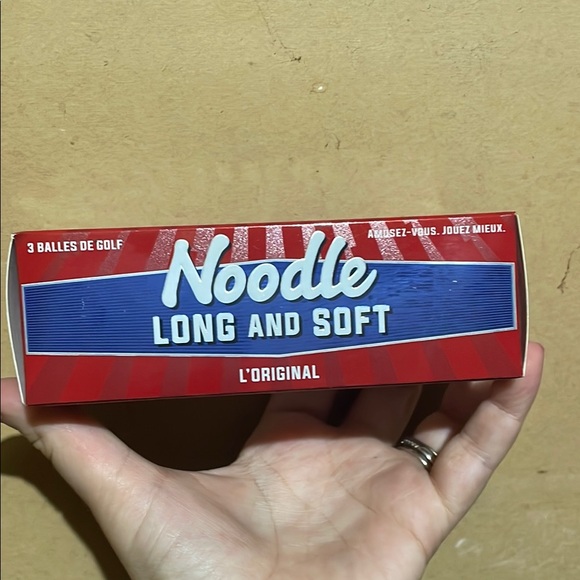 3 BALLES DE GOLF
AMUSEZ-VOUS. JOUEZ MIEUX.
Noodle
LONG AND SOFT
L'ORIGINAL